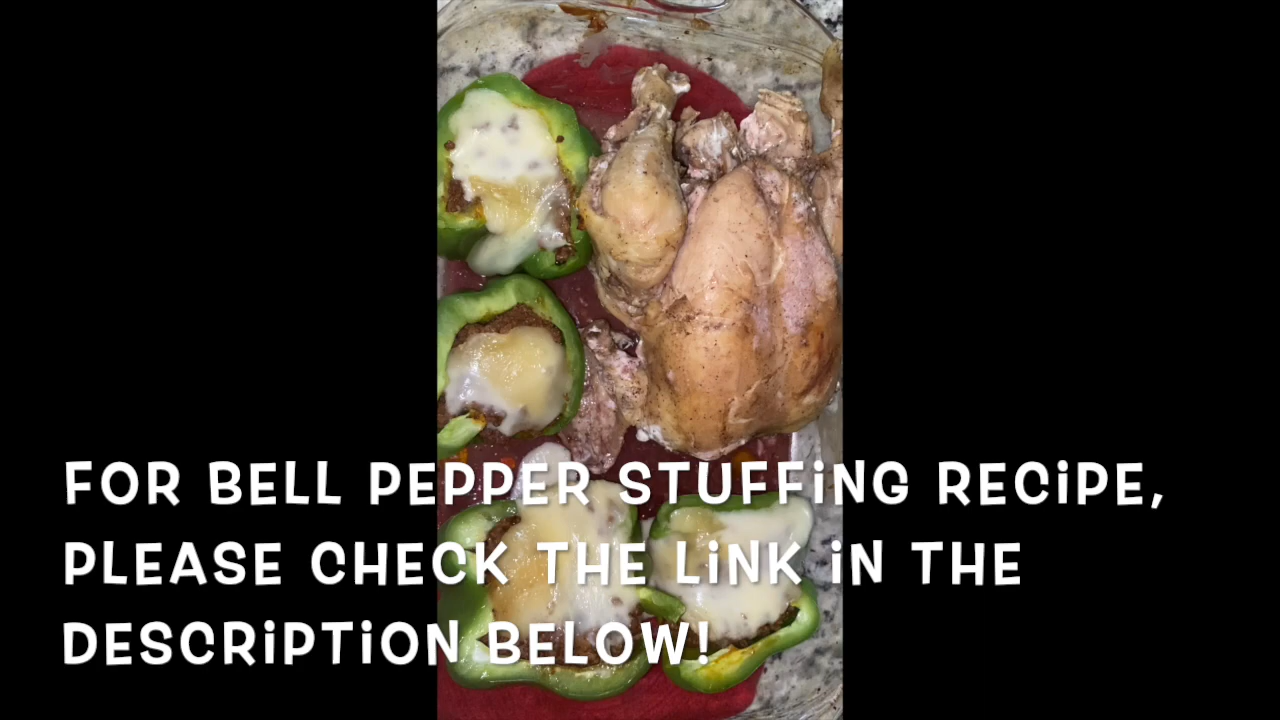 FOR BELL PEPPER STUFFiNG RECiPE,
PLEASE CHECK THE LiNK iN THE
DESCRiPTiON BELOW!